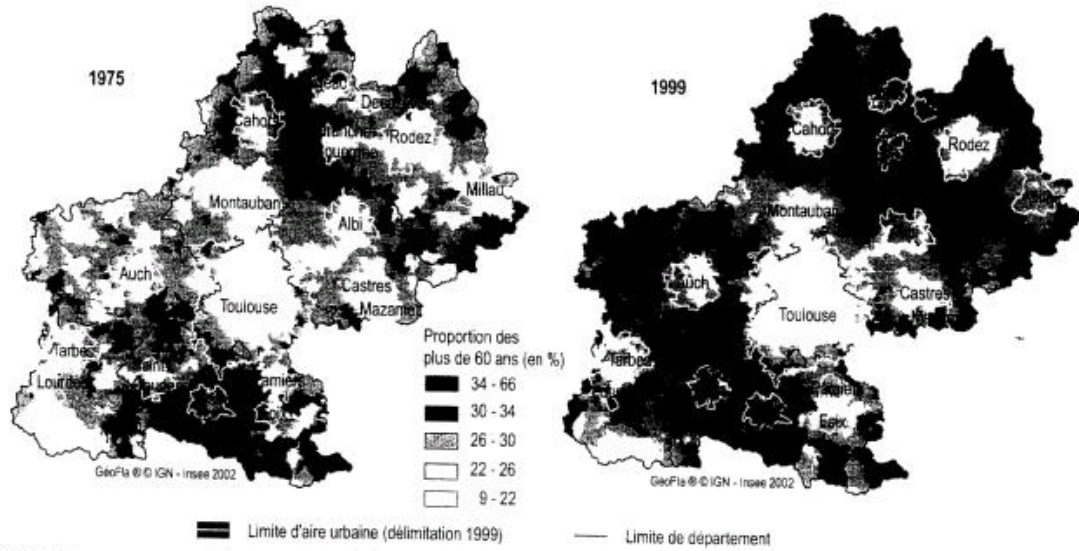 1975
Cahors
Rodez
Millau
Montauban
Albi
Auch
Castres
Mazamet
Toulouse
Tarbes
Lourdes
GéoFla ® © IGN - Insee 2002
Proportion des
plus de 60 ans (en %)
34 - 66
30 - 34
26 - 30
22 - 26
9 - 22
1999
Cahors
Rodez
Montauban
Auch
Castres
Toulouse
Tarbes
Foix
GéoFla ® © IGN - Insee 2002
Limite d'aire urbaine (délimitation 1999)
Limite de département